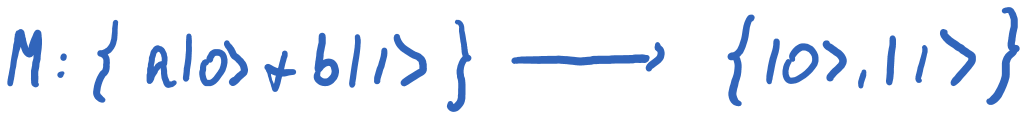 M: { a|0> + b|1> } → {|0>, |1>}